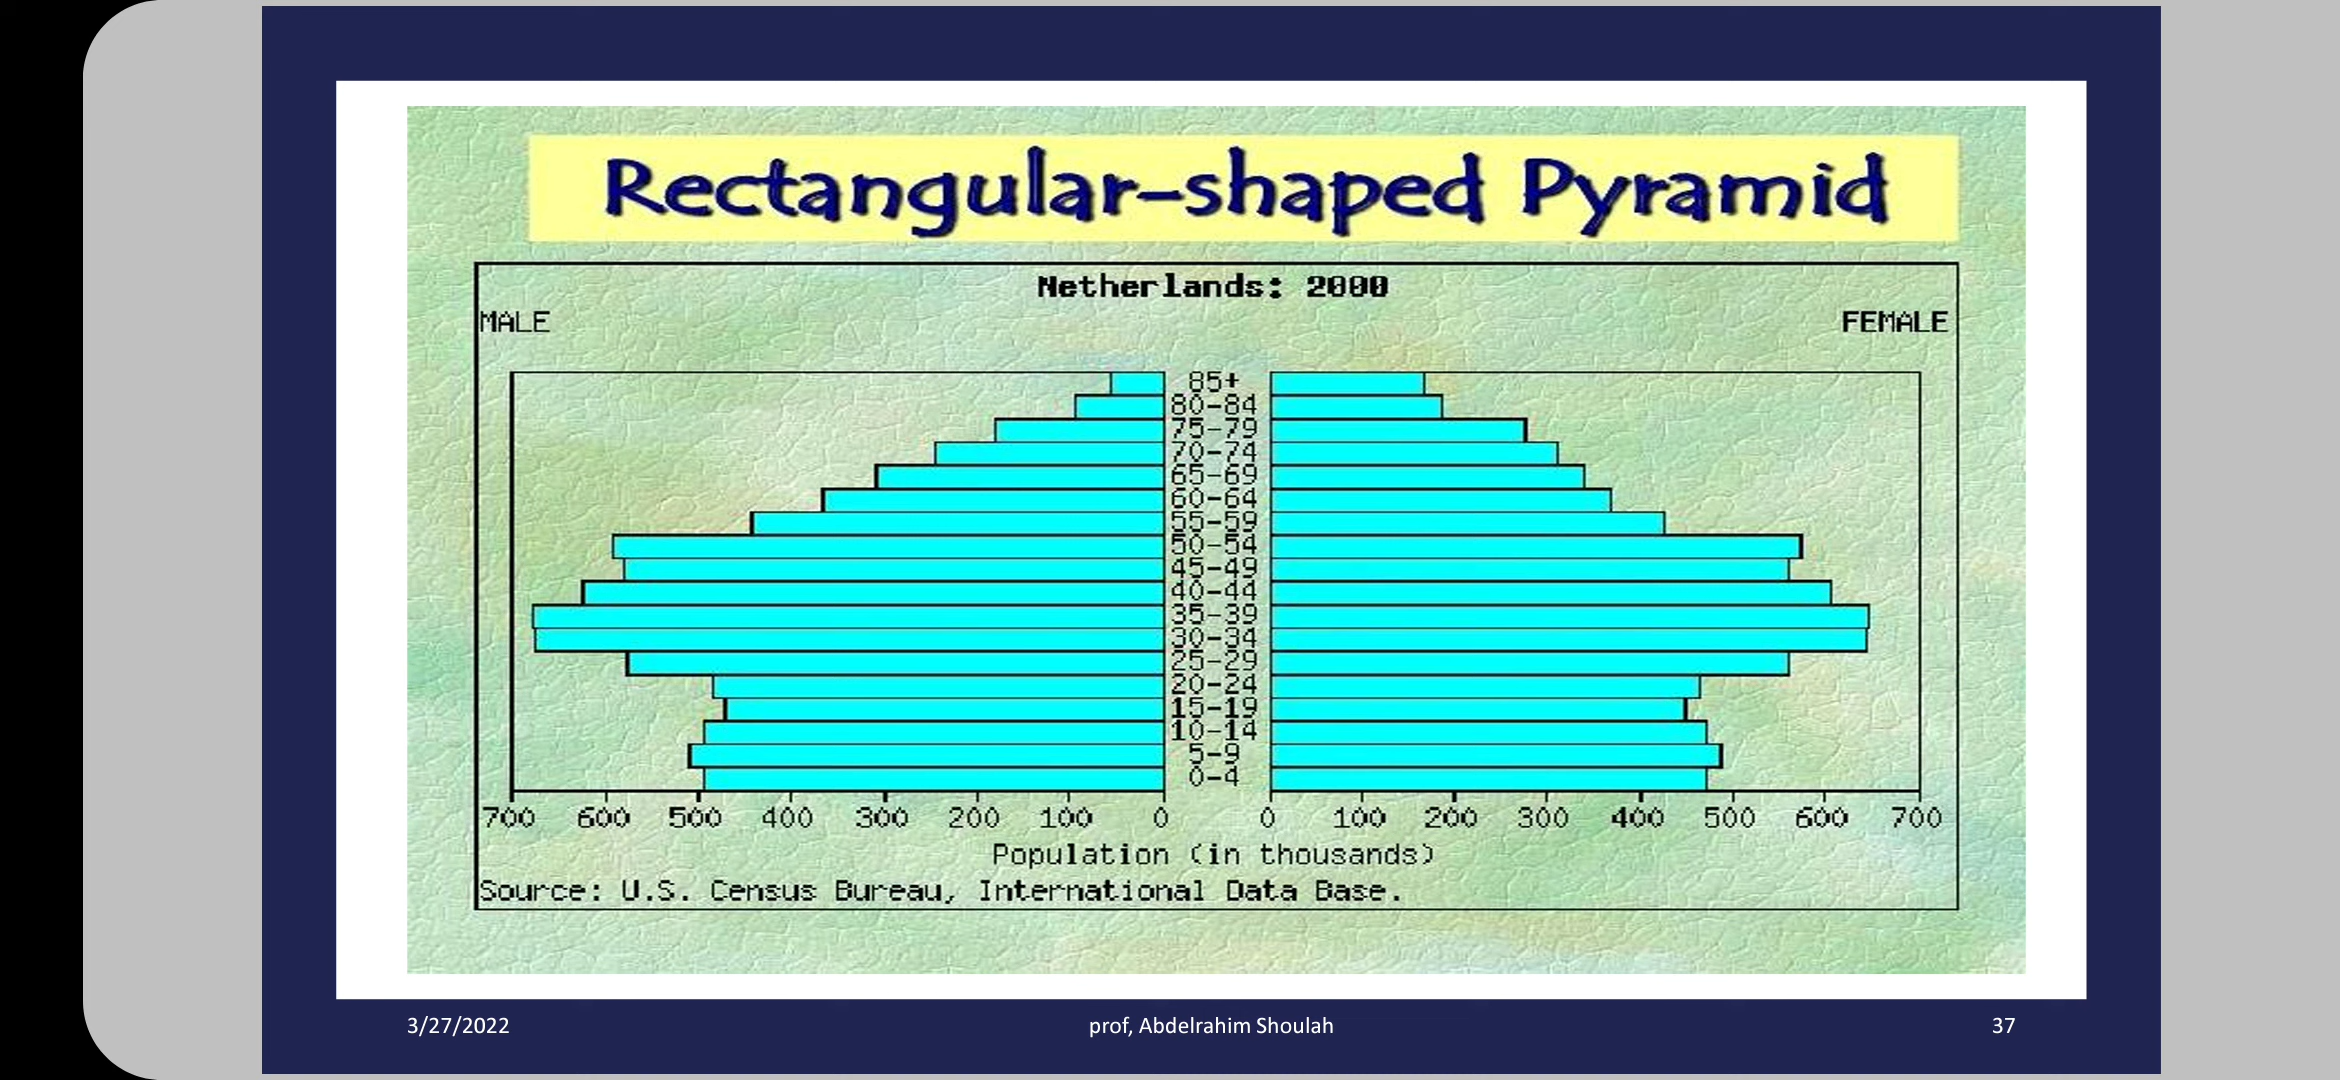 Rectangular-shaped Pyramid
Netherlands: 2000
MALE FEMALE
85+
80-84
75-79
70-74
65-69
60-64
55-59
50-54
45-49
40-44
35-39
30-34
25-29
20-24
15-19
10-14
5-9
0-4
700 600 500 400 300 200 100 0 0 100 200 300 400 500 600 700
Population (in thousands)
Source: U.S. Census Bureau, International Data Base.
3/27/2022 prof, Abdelrahim Shoulah 37